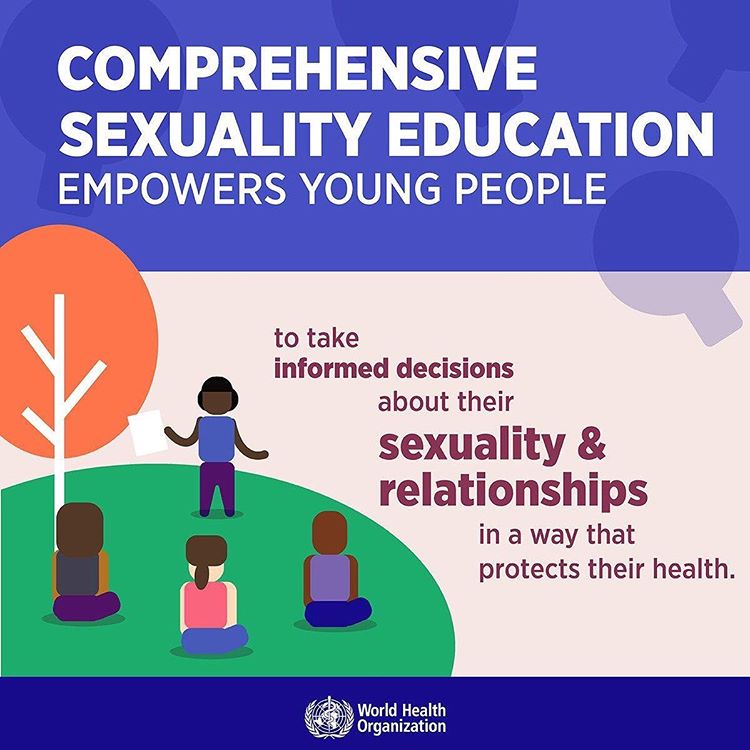 COMPREHENSIVE
SEXUALITY EDUCATION
EMPOWERS YOUNG PEOPLE
to take
informed decisions
about their
sexuality &
relationships
in a way that
protects their health.
World Health
Organization